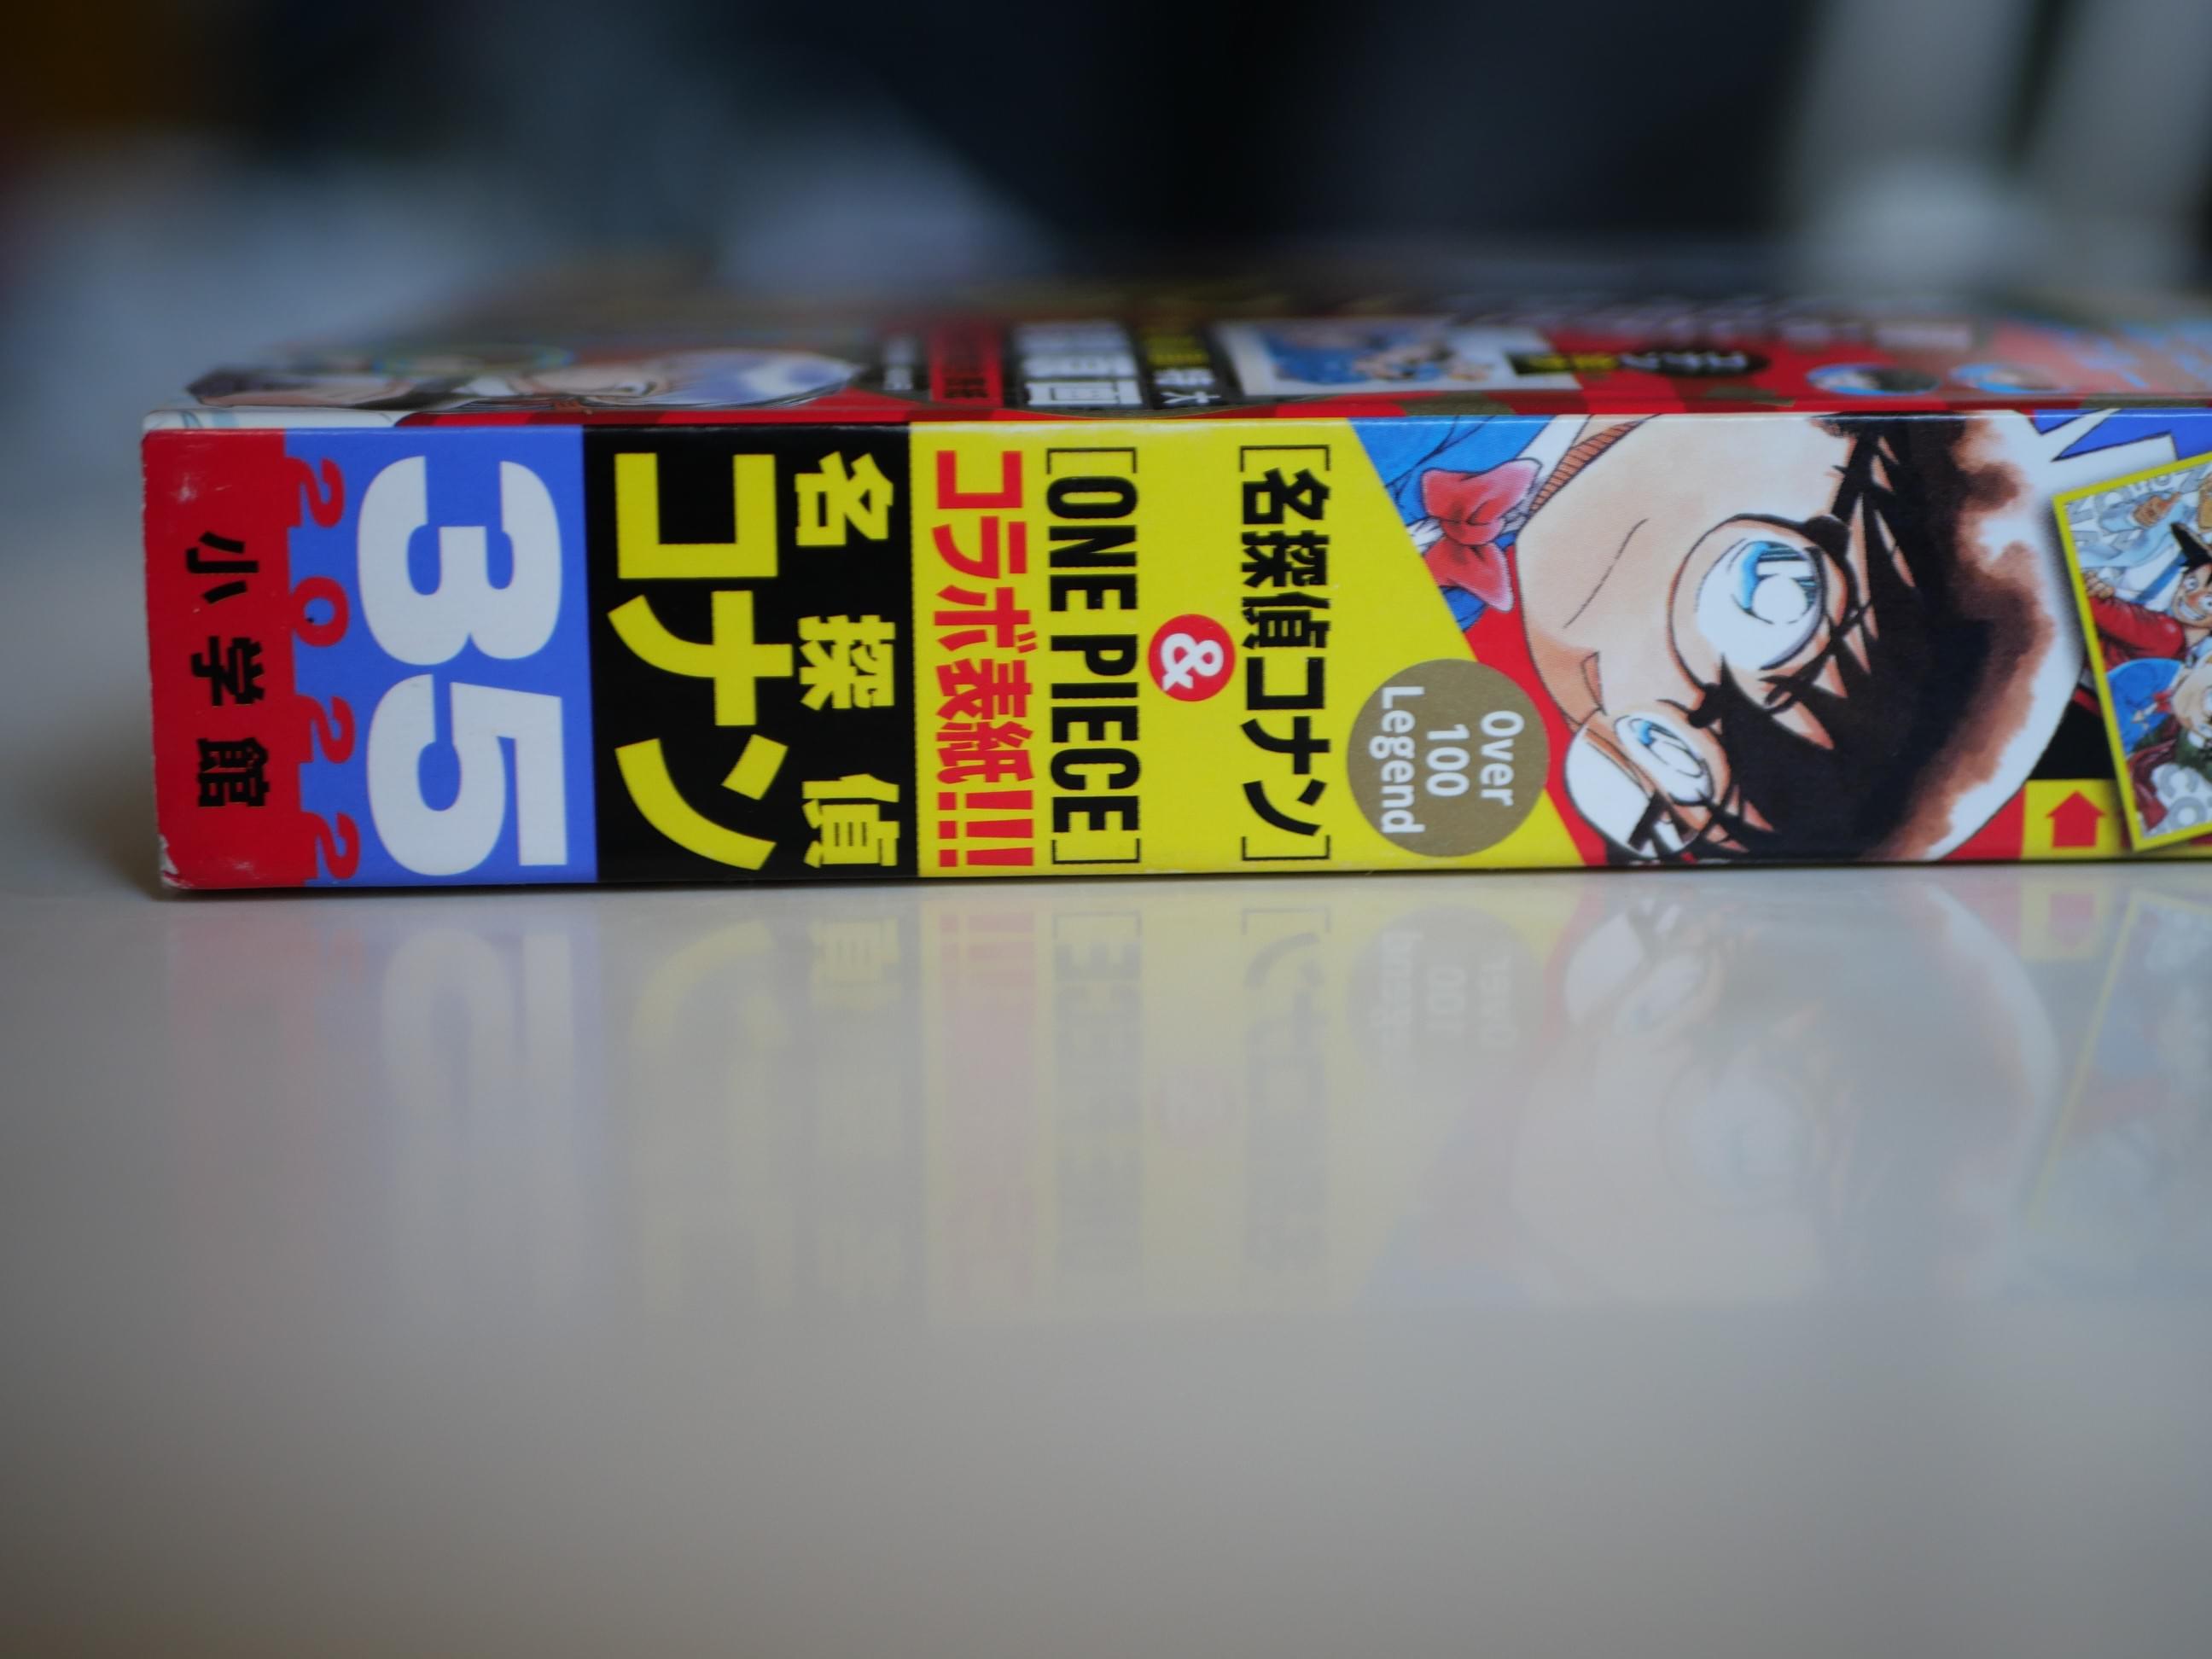 Over
100
Legend
[名探偵コナン]
&
[ONE PIECE]
コラボ表紙!!!
名探偵
コナン
35
2022
小学館